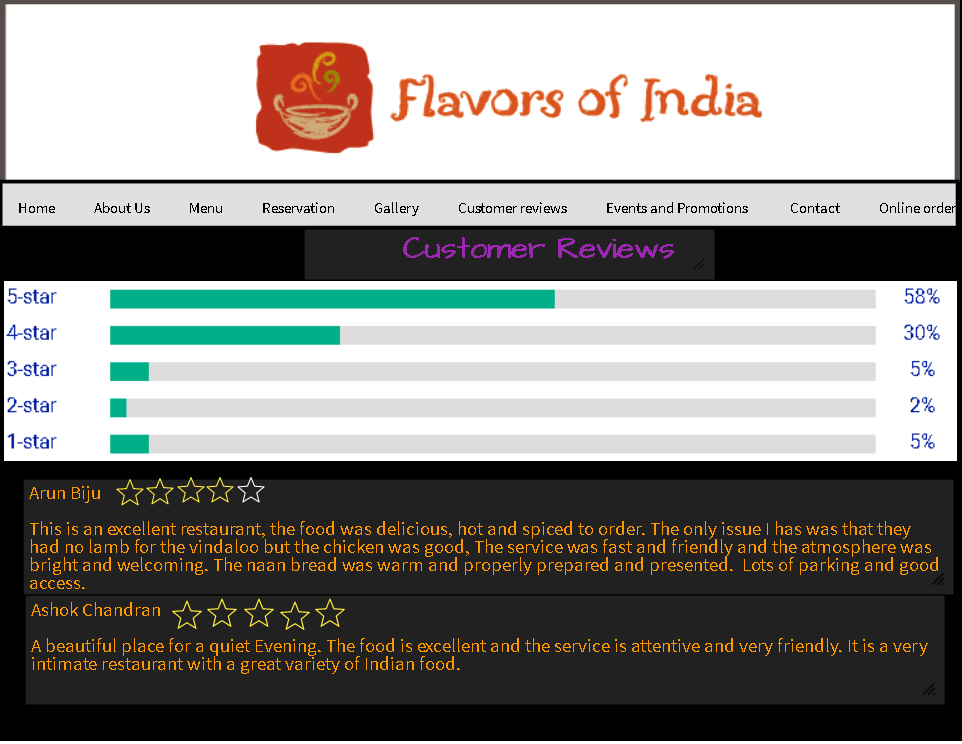 Flavors of India
Home About Us Menu Reservation Gallery Customer reviews Events and Promotions Contact Online order
Customer Reviews
5-star 58%
4-star 30%
3-star 5%
2-star 2%
1-star 5%
Arun Biju
This is an excellent restaurant, the food was delicious, hot and spiced to order. The only issue I has was that they
had no lamb for the vindaloo but the chicken was good, The service was fast and friendly and the atmosphere was
bright and welcoming. The naan bread was warm and properly prepared and presented. Lots of parking and good
access.
Ashok Chandran
A beautiful place for a quiet Evening. The food is excellent and the service is attentive and very friendly. It is a very
intimate restaurant with a great variety of Indian food.